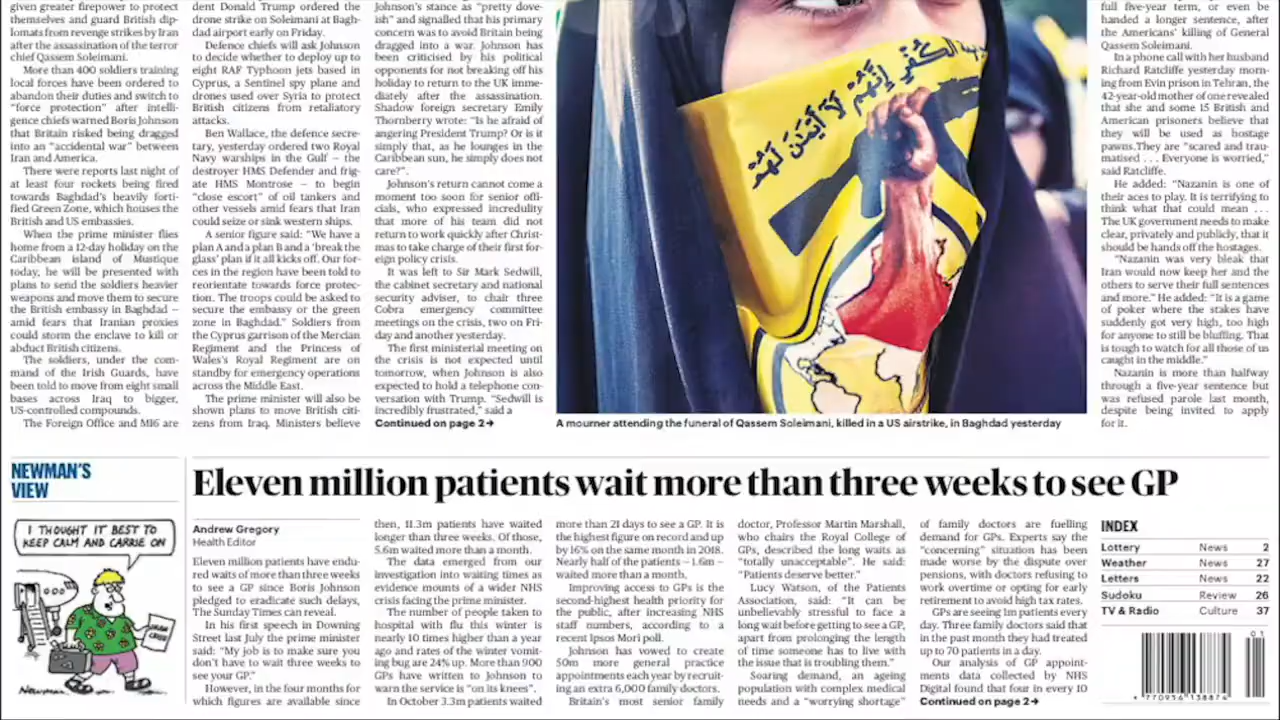 given greater firepower to protect
themselves and guard British dip-
lomats from revenge strikes by Iran
after the assassination of the terror
chief Qassem Soleimani.
More than 400 soldiers training
local forces have been ordered to
abandon their duties and switch to
“force protection” after intelli-
gence chiefs warned Boris Johnson
that Britain risked being dragged
into an “accidental war” between
Iran and America.
There were reports last night of
at least four rockets being fired
towards Baghdad’s heavily forti-
fied Green Zone, which houses the
British and US embassies.
When the prime minister flies
home from a 12-day holiday on the
Caribbean island of Mustique
today, he will be presented with
plans to send the soldiers heavier
weapons and move them to secure
the British embassy in Baghdad —
amid fears that Iranian proxies
could storm the enclave to kill or
abduct British citizens.
The soldiers, under the com-
mand of the Irish Guards, have
been told to move from eight small
bases across Iraq to bigger,
US-controlled compounds.
The Foreign Office and MI6 are
dent Donald Trump ordered the
drone strike on Soleimani at Bagh-
dad airport early on Friday.
Defence chiefs will ask Johnson
to decide whether to deploy up to
eight RAF Typhoon jets based in
Cyprus, a Sentinel spy plane and
drones used over Syria to protect
British citizens from retaliatory
attacks.
Ben Wallace, the defence secre-
tary, yesterday ordered two Royal
Navy warships in the Gulf — the
destroyer HMS Defender and frig-
ate HMS Montrose — to begin
“close escort” of oil tankers and
other vessels amid fears that Iran
could seize or sink western ships.
A senior figure said: “We have a
plan A and a plan B and a ‘break the
glass’ plan if it all kicks off. Our for-
ces in the region have been told to
reorientate towards force protec-
tion. The troops could be asked to
secure the embassy or the green
zone in Baghdad.” Soldiers from
the Cyprus garrison of the Mercian
Regiment and the Princess of
Wales’s Royal Regiment are on
standby for emergency operations
across the Middle East.
The prime minister will also be
shown plans to move British citi-
zens from Iraq. Ministers believe
Johnson’s stance as “pretty dove-
ish” and signalled that his primary
concern was to avoid Britain being
dragged into a war. Johnson has
been criticised by his political
opponents for not breaking off his
holiday to return to the UK imme-
diately after the assassination.
Shadow foreign secretary Emily
Thornberry wrote: “Is he afraid of
angering President Trump? Or is it
simply that, as he lounges in the
Caribbean sun, he simply does not
care?”.
Johnson’s return cannot come a
moment too soon for senior offi-
cials, who expressed incredulity
that more of his team did not
return to work quickly after Christ-
mas to take charge of their first for-
eign policy crisis.
It was left to Sir Mark Sedwill,
the cabinet secretary and national
security adviser, to chair three
Cobra emergency committee
meetings on the crisis, two on Fri-
day and another yesterday.
The first ministerial meeting on
the crisis is not expected until
tomorrow, when Johnson is also
expected to hold a telephone con-
versation with Trump. “Sedwill is
incredibly frustrated,” said a
Continued on page 2➔
إنهم لا أيمان لهم
A mourner attending the funeral of Qassem Soleimani, killed in a US airstrike, in Baghdad yesterday
full five-year term, or even be
handed a longer sentence, after
the Americans’ killing of General
Qassem Soleimani.
In a phone call with her husband
Richard Ratcliffe yesterday morn-
ing from Evin prison in Tehran, the
42-year-old mother of one revealed
that she and some 15 British and
American prisoners believe that
they will be used as hostage
pawns. They are “scared and trau-
matised . . . Everyone is worried,”
said Ratcliffe.
He added: “Nazanin is one of
their aces to play. It is terrifying to
think what that could mean . . .
The UK government needs to make
clear, privately and publicly, that it
should be hands off the hostages.
“Nazanin was very bleak that
Iran would now keep her and the
others to serve their full sentences
and more.” He added: “It is a game
of poker where the stakes have
suddenly got very high, too high
for anyone to still be bluffing. That
is tough to watch for all those of us
caught in the middle.”
Nazanin is more than halfway
through a five-year sentence but
was refused parole last month,
despite being invited to apply
for it.
NEWMAN’S
VIEW
I THOUGHT IT BEST TO
KEEP CALM AND CARRIE ON
IRAN
CRISIS
Newman
Eleven million patients wait more than three weeks to see GP
Andrew Gregory
Health Editor
Eleven million patients have endu-
red waits of more than three weeks
to see a GP since Boris Johnson
pledged to eradicate such delays,
The Sunday Times can reveal.
In his first speech in Downing
Street last July the prime minister
said: “My job is to make sure you
don’t have to wait three weeks to
see your GP.”
However, in the four months for
which figures are available since
then, 11.3m patients have waited
longer than three weeks. Of those,
5.6m waited more than a month.
The data emerged from our
investigation into waiting times as
evidence mounts of a wider NHS
crisis facing the prime minister.
The number of people taken to
hospital with flu this winter is
nearly 10 times higher than a year
ago and rates of the winter vomit-
ing bug are 24% up. More than 900
GPs have written to Johnson to
warn the service is “on its knees”.
In October 3.3m patients waited
more than 21 days to see a GP. It is
the highest figure on record and up
by 16% on the same month in 2018.
Nearly half of the patients — 1.6m —
waited more than a month.
Improving access to GPs is the
second-highest health priority for
the public, after increasing NHS
staff numbers, according to a
recent Ipsos Mori poll.
Johnson has vowed to create
50m more general practice
appointments each year by recruit-
ing an extra 6,000 family doctors.
Britain’s most senior family
doctor, Professor Martin Marshall,
who chairs the Royal College of
GPs, described the long waits as
“totally unacceptable”. He said:
“Patients deserve better.”
Lucy Watson, of the Patients
Association, said: “It can be
unbelievably stressful to face a
long wait before getting to see a GP,
apart from prolonging the length
of time someone has to live with
the issue that is troubling them.”
Soaring demand, an ageing
population with complex medical
needs and a “worrying shortage”
of family doctors are fuelling
demand for GPs. Experts say the
“concerning” situation has been
made worse by the dispute over
pensions, with doctors refusing to
work overtime or opting for early
retirement to avoid high tax rates.
GPs are seeing 1m patients every
day. Three family doctors said that
in the past month they had treated
up to 70 patients in a day.
Our analysis of GP appoint-
ments data collected by NHS
Digital found that four in every 10
Continued on page 2➔
INDEX
Lottery News 2
Weather News 27
Letters News 22
Sudoku Review 26
TV & Radio Culture 37
01
9 770956 138874